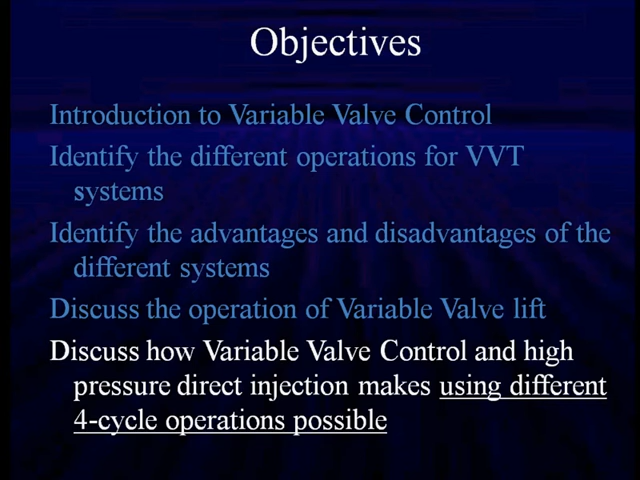 Objectives
Introduction to Variable Valve Control
Identify the different operations for VVT
systems
Identify the advantages and disadvantages of the
different systems
Discuss the operation of Variable Valve lift
Discuss how Variable Valve Control and high
pressure direct injection makes using different
4-cycle operations possible